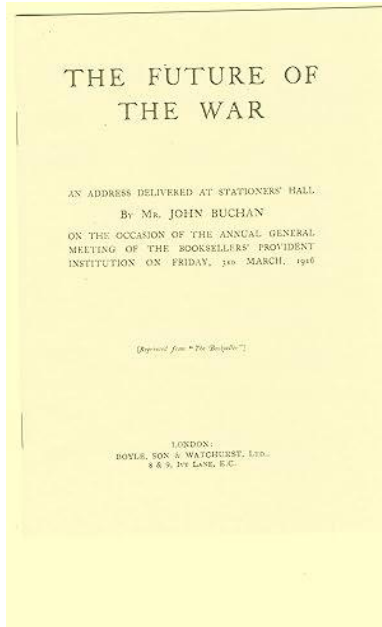 THE FUTURE OF
THE WAR
AN ADDRESS DELIVERED AT STATIONERS' HALL
By Mr. JOHN BUCHAN
ON THE OCCASION OF THE ANNUAL GENERAL
MEETING OF THE BOOKSELLERS' PROVIDENT
INSTITUTION ON FRIDAY, 3rd MARCH, 1916
[Reprinted from "The Bookseller"]
LONDON:
BOYLE, SON & WATCHURST, Ltd.,
8 & 9, Ivy Lane, E.C.